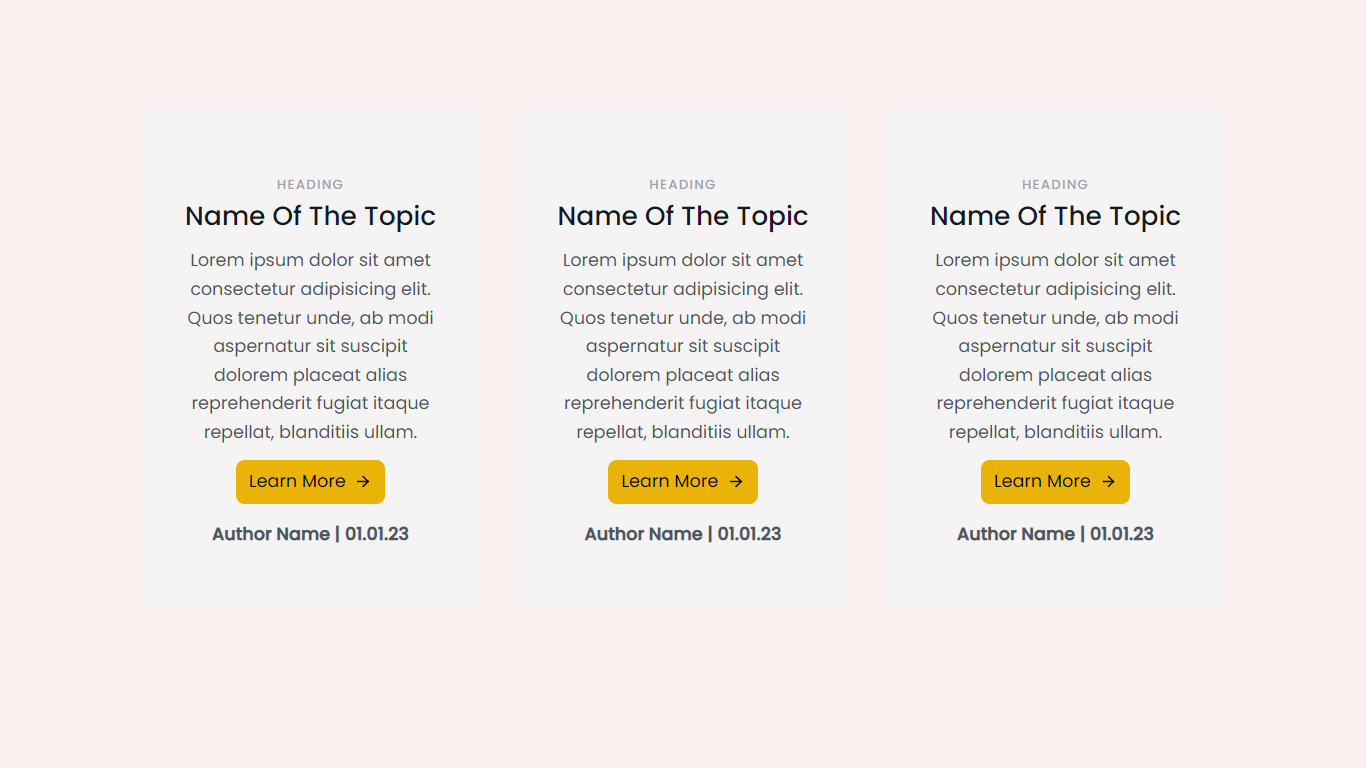 HEADING
Name Of The Topic
Lorem ipsum dolor sit amet
consectetur adipisicing elit.
Quos tenetur unde, ab modi
aspernatur sit suscipit
dolorem placeat alias
reprehenderit fugiat itaque
repellat, blanditiis ullam.
Learn More →
Author Name | 01.01.23
HEADING
Name Of The Topic
Lorem ipsum dolor sit amet
consectetur adipisicing elit.
Quos tenetur unde, ab modi
aspernatur sit suscipit
dolorem placeat alias
reprehenderit fugiat itaque
repellat, blanditiis ullam.
Learn More →
Author Name | 01.01.23
HEADING
Name Of The Topic
Lorem ipsum dolor sit amet
consectetur adipisicing elit.
Quos tenetur unde, ab modi
aspernatur sit suscipit
dolorem placeat alias
reprehenderit fugiat itaque
repellat, blanditiis ullam.
Learn More →
Author Name | 01.01.23